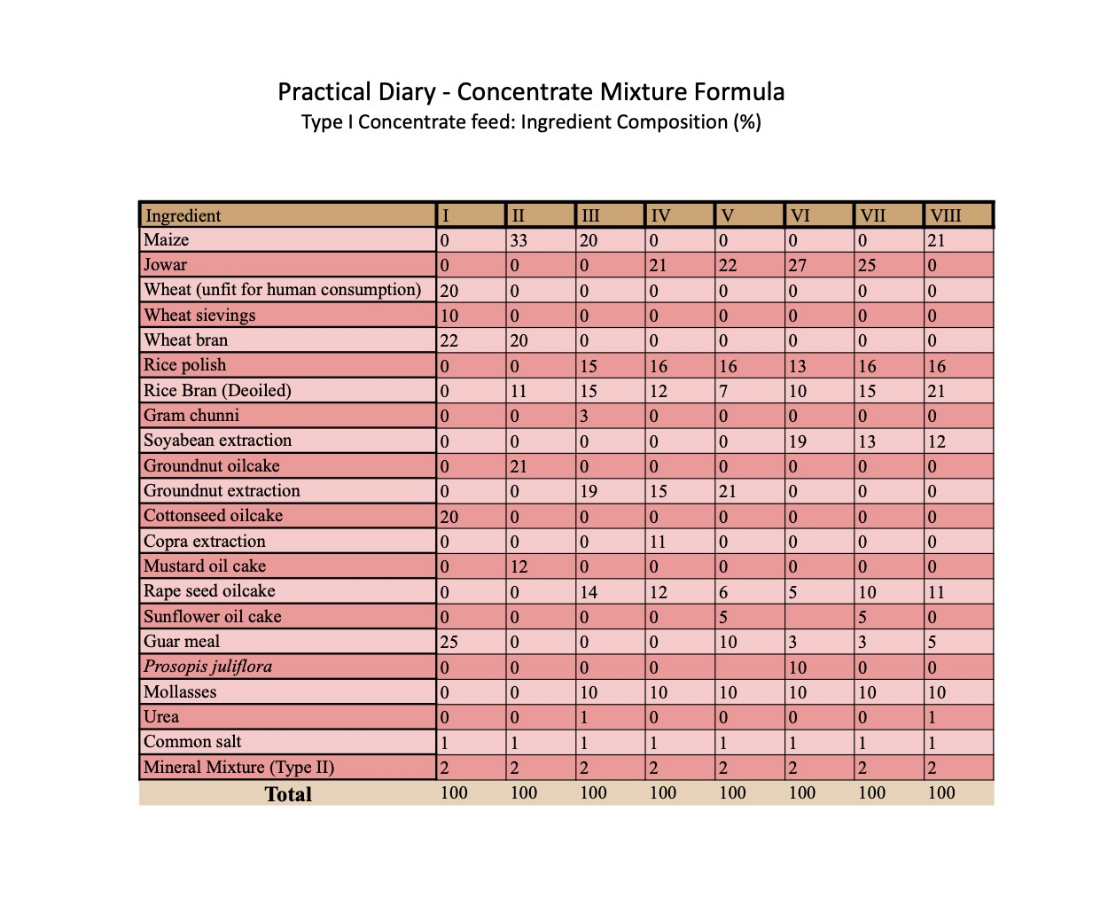 Practical Diary - Concentrate Mixture Formula
Type I Concentrate feed: Ingredient Composition (%)
Ingredient I II III IV V VI VII VIII
Maize 0 33 20 0 0 0 0 21
Jowar 0 0 0 21 22 27 25 0
Wheat (unfit for human consumption) 20 0 0 0 0 0 0 0
Wheat sievings 10 0 0 0 0 0 0 0
Wheat bran 22 20 0 0 0 0 0 0
Rice polish 0 0 15 16 16 13 16 16
Rice Bran (Deoiled) 0 11 15 12 7 10 15 21
Gram chunni 0 0 3 0 0 0 0 0
Soyabean extraction 0 0 0 0 0 19 13 12
Groundnut oilcake 0 21 0 0 0 0 0 0
Groundnut extraction 0 0 19 15 21 0 0 0
Cottonseed oilcake 20 0 0 0 0 0 0 0
Copra extraction 0 0 0 11 0 0 0 0
Mustard oil cake 0 12 0 0 0 0 0 0
Rape seed oilcake 0 0 14 12 6 5 10 11
Sunflower oil cake 0 0 0 0 5 5 0
Guar meal 25 0 0 0 10 3 3 5
Prosopis juliflora 0 0 0 0 10 0 0
Mollasses 0 0 10 10 10 10 10 10
Urea 0 0 1 0 0 0 0 1
Common salt 1 1 1 1 1 1 1 1
Mineral Mixture (Type II) 2 2 2 2 2 2 2 2
Total 100 100 100 100 100 100 100 100